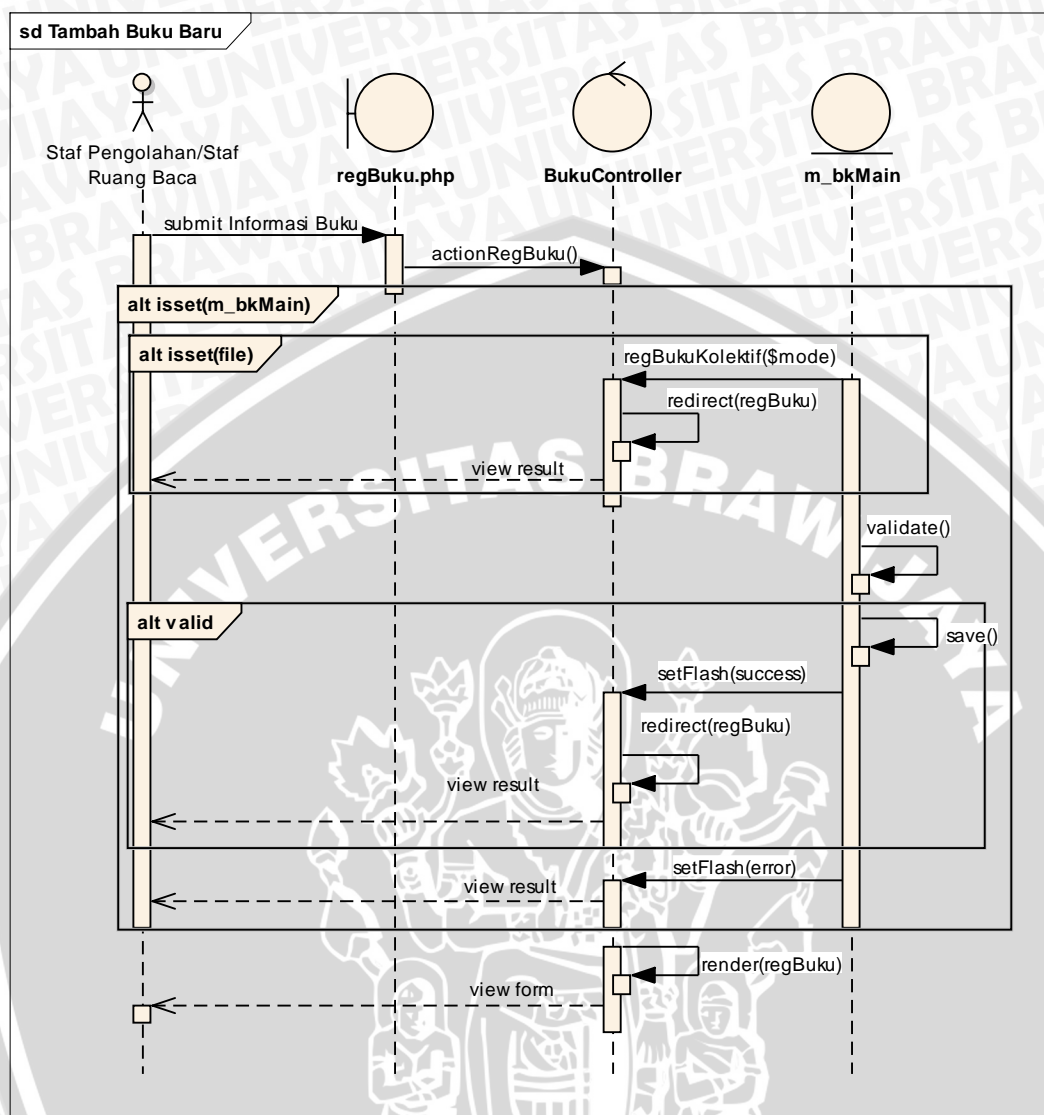 sd Tambah Buku Baru
Staf Pengolahan/Staf
Ruang Baca
regBuku.php
BukuController
m_bkMain
submit Informasi Buku
actionRegBuku()
alt isset(m_bkMain)
alt isset(file)
regBukuKolektif($mode)
redirect(regBuku)
view result
validate()
alt valid
save()
setFlash(success)
redirect(regBuku)
view result
setFlash(error)
view result
render(regBuku)
view form
UNIVERSITAS BRAWIJAYA